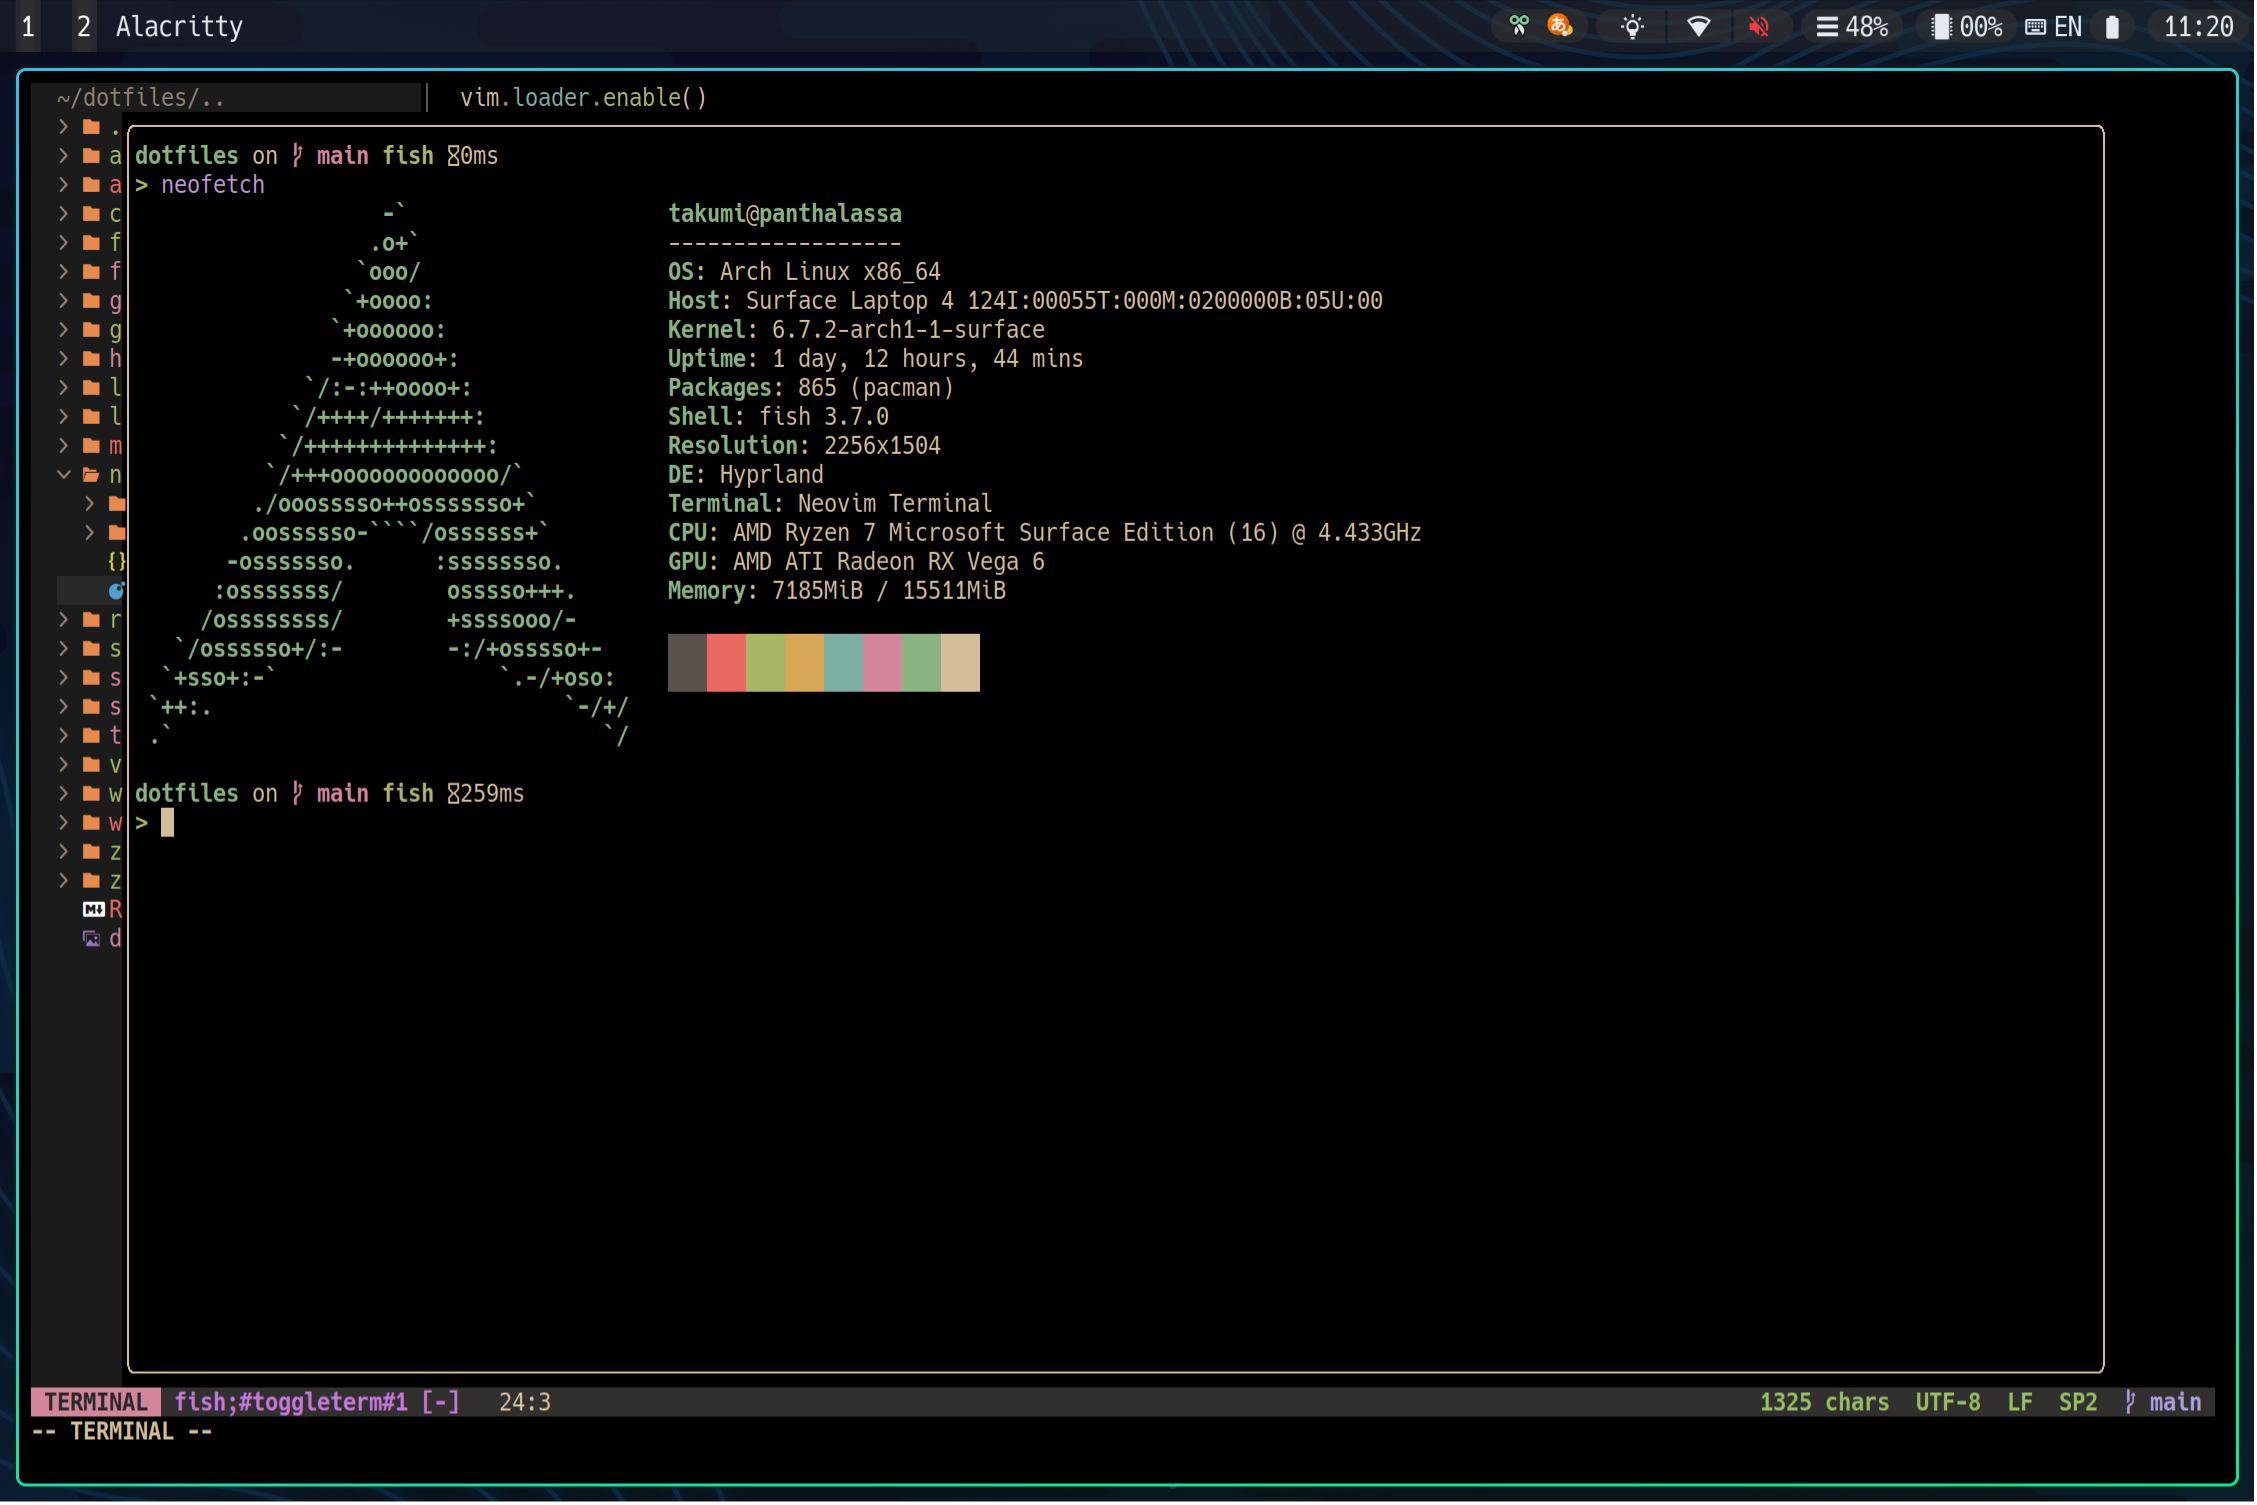 1 2 Alacritty あ 48% 00% EN 11:20
~/dotfiles/.. vim.loader.enable()
.
a dotfiles on main fish 0ms
a > neofetch
c -` takumi@panthalassa
f .o+` ------------------
f `ooo/ OS: Arch Linux x86_64
g `+oooo: Host: Surface Laptop 4 124I:00055T:000M:0200000B:05U:00
g `+oooooo: Kernel: 6.7.2-arch1-1-surface
h -+oooooo+: Uptime: 1 day, 12 hours, 44 mins
l `/:-:++oooo+: Packages: 865 (pacman)
l `/++++/+++++++: Shell: fish 3.7.0
m `/++++++++++++++: Resolution: 2256x1504
n `/+++ooooooooooooo/` DE: Hyprland
./ooosssso++osssssso+` Terminal: Neovim Terminal
.oossssso-````/ossssss+` CPU: AMD Ryzen 7 Microsoft Surface Edition (16) @ 4.433GHz
{} -osssssso. :ssssssso. GPU: AMD ATI Radeon RX Vega 6
:osssssss/ osssso+++. Memory: 7185MiB / 15511MiB
r /ossssssss/ +ssssooo/-
s `/ossssso+/:- -:/+osssso+-
s `+sso+:-` `.-/+oso:
s `++:. `-/+/
t .` `/
v
w dotfiles on main fish 259ms
w >
z
z
M R
d
TERMINAL fish;#toggleterm#1 [-] 24:3 1325 chars UTF-8 LF SP2 main
-- TERMINAL --